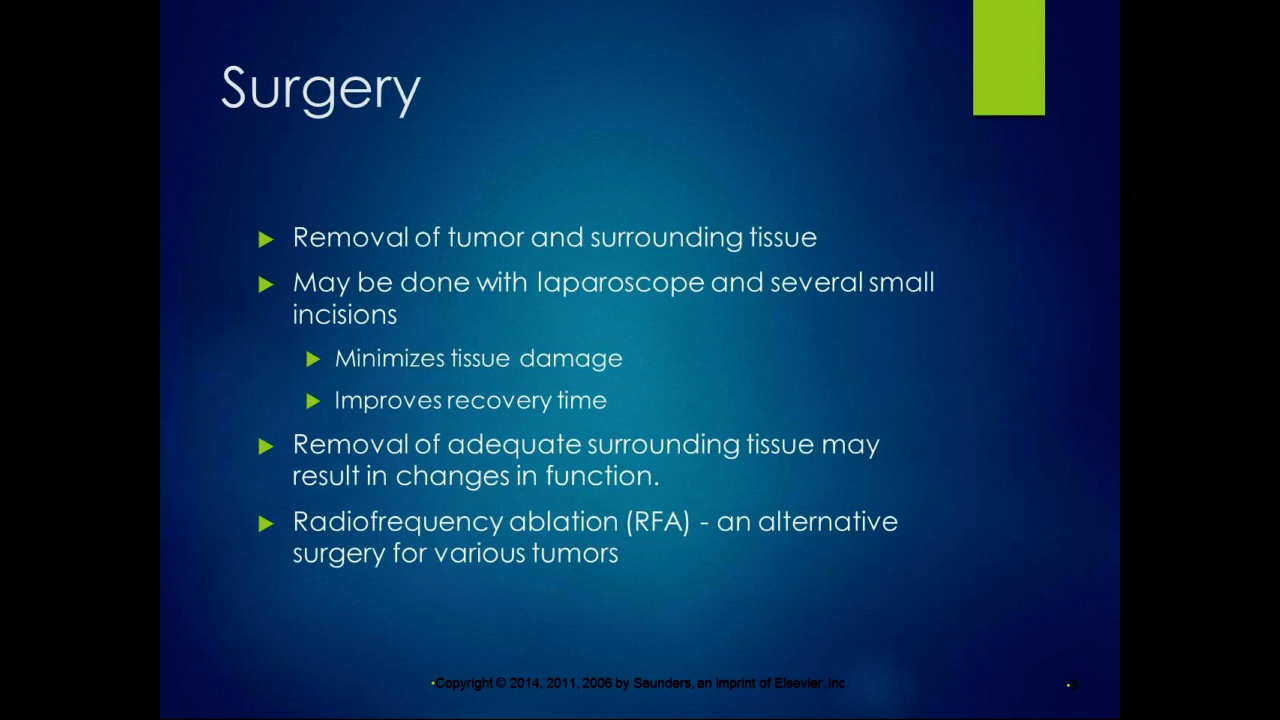 Surgery
Removal of tumor and surrounding tissue
May be done with laparoscope and several small
incisions
Minimizes tissue damage
Improves recovery time
Removal of adequate surrounding tissue may
result in changes in function.
Radiofrequency ablation (RFA) - an alternative
surgery for various tumors
•Copyright © 2014, 2011, 2006 by Saunders, an imprint of Elsevier, Inc.